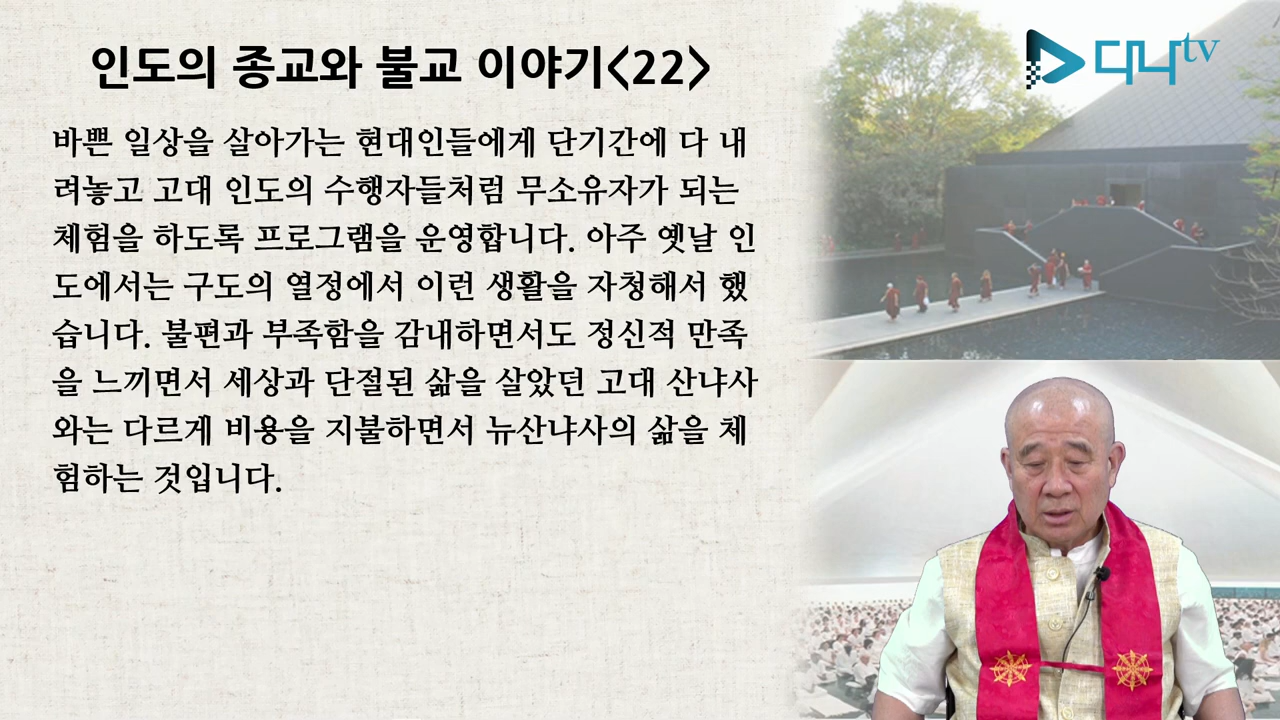 인도의 종교와 불교 이야기<22>
다나tv
바쁜 일상을 살아가는 현대인들에게 단기간에 다 내
려놓고 고대 인도의 수행자들처럼 무소유자가 되는
체험을 하도록 프로그램을 운영합니다. 아주 옛날 인
도에서는 구도의 열정에서 이런 생활을 자청해서 했
습니다. 불편과 부족함을 감내하면서도 정신적 만족
을 느끼면서 세상과 단절된 삶을 살았던 고대 산냐사
와는 다르게 비용을 지불하면서 뉴산냐사의 삶을 체
험하는 것입니다.